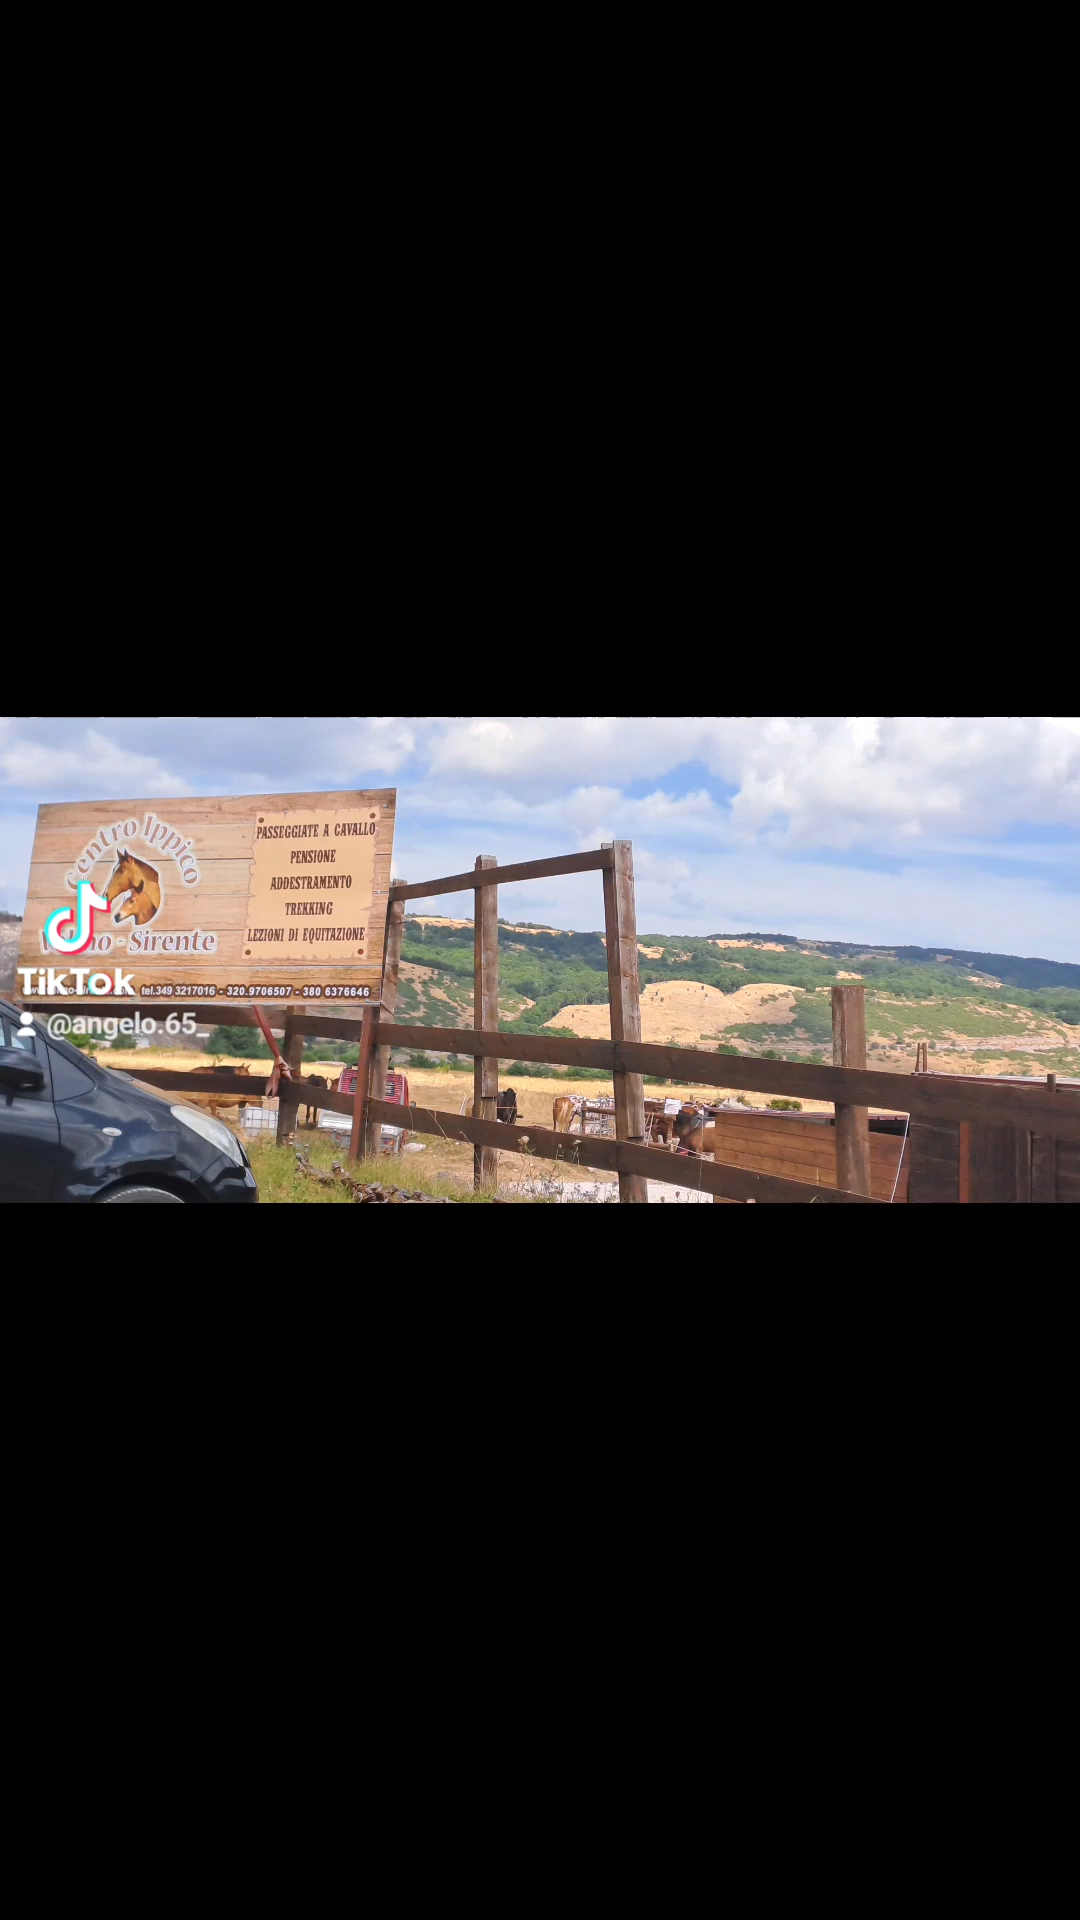 Centro Ippico
- Sirente
PASSEGGIATE A CAVALLO
PENSIONE
ADDESTRAMENTO
TREKKING
LEZIONI DI EQUITAZIONE
tel.349 3217016 - 320.9706507 - 380 6376646
TikTok
@angelo.65_